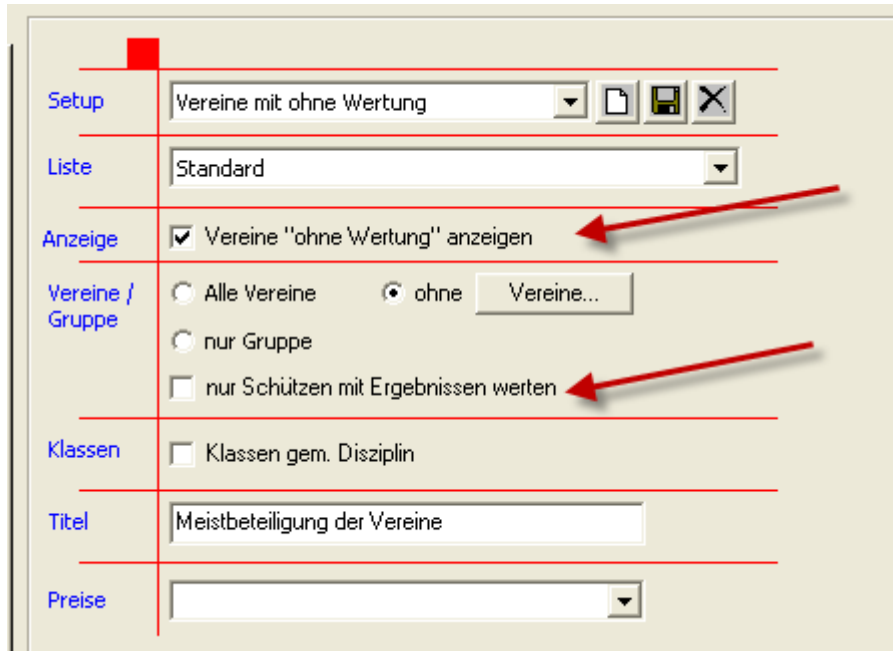 Setup
Vereine mit ohne Wertung
Liste
Standard
Anzeige
Vereine "ohne Wertung" anzeigen
Vereine /
Gruppe
Alle Vereine
ohne
Vereine...
nur Gruppe
nur Schützen mit Ergebnissen werten
Klassen
Klassen gem. Disziplin
Titel
Meistbeteiligung der Vereine
Preise